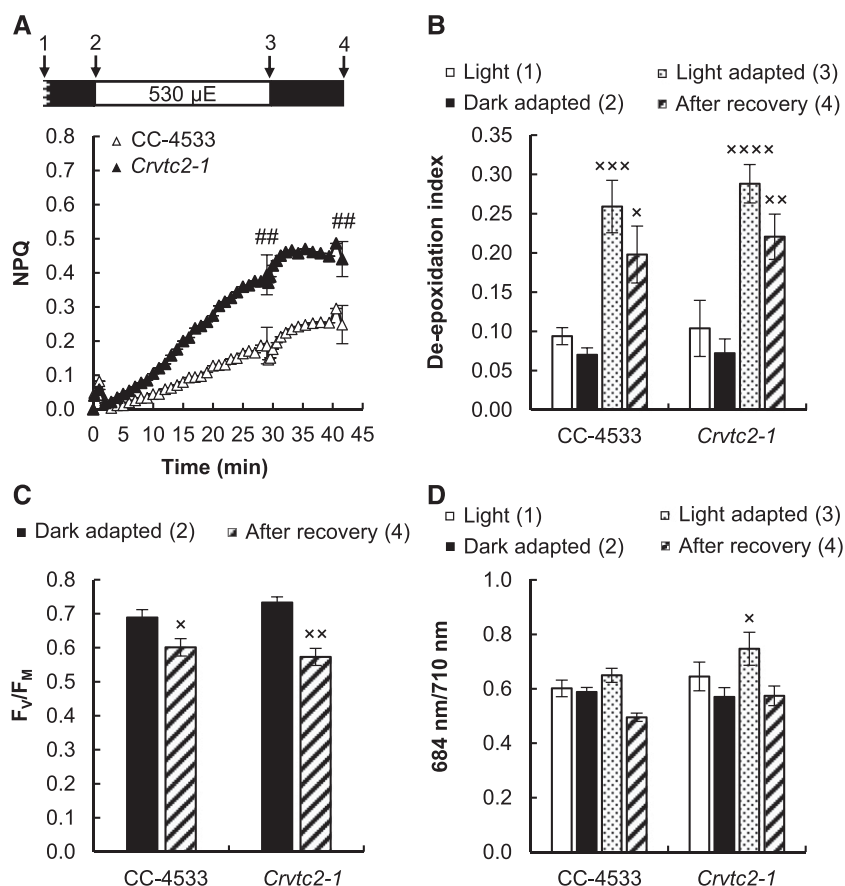 A
1 2 3 4
530 µE
△ CC-4533
▲ Crvtc2-1
0.8
0.7
0.6
0.5
0.4
0.3
0.2
0.1
0.0
NPQ
## ##
0 5 10 15 20 25 30 35 40 45
Time (min)
B
Light (1) Light adapted (3)
Dark adapted (2) After recovery (4)
0.35
0.30
0.25
0.20
0.15
0.10
0.05
0.00
De-epoxidation index
××× × ×××× ××
CC-4533 Crvtc2-1
C
Dark adapted (2) After recovery (4)
0.8
0.7
0.6
0.5
0.4
0.3
0.2
0.1
0.0
FV/FM
× ××
CC-4533 Crvtc2-1
D
Light (1) Light adapted (3)
Dark adapted (2) After recovery (4)
1.0
0.8
0.6
0.4
0.2
0.0
684 nm/710 nm
×
CC-4533 Crvtc2-1